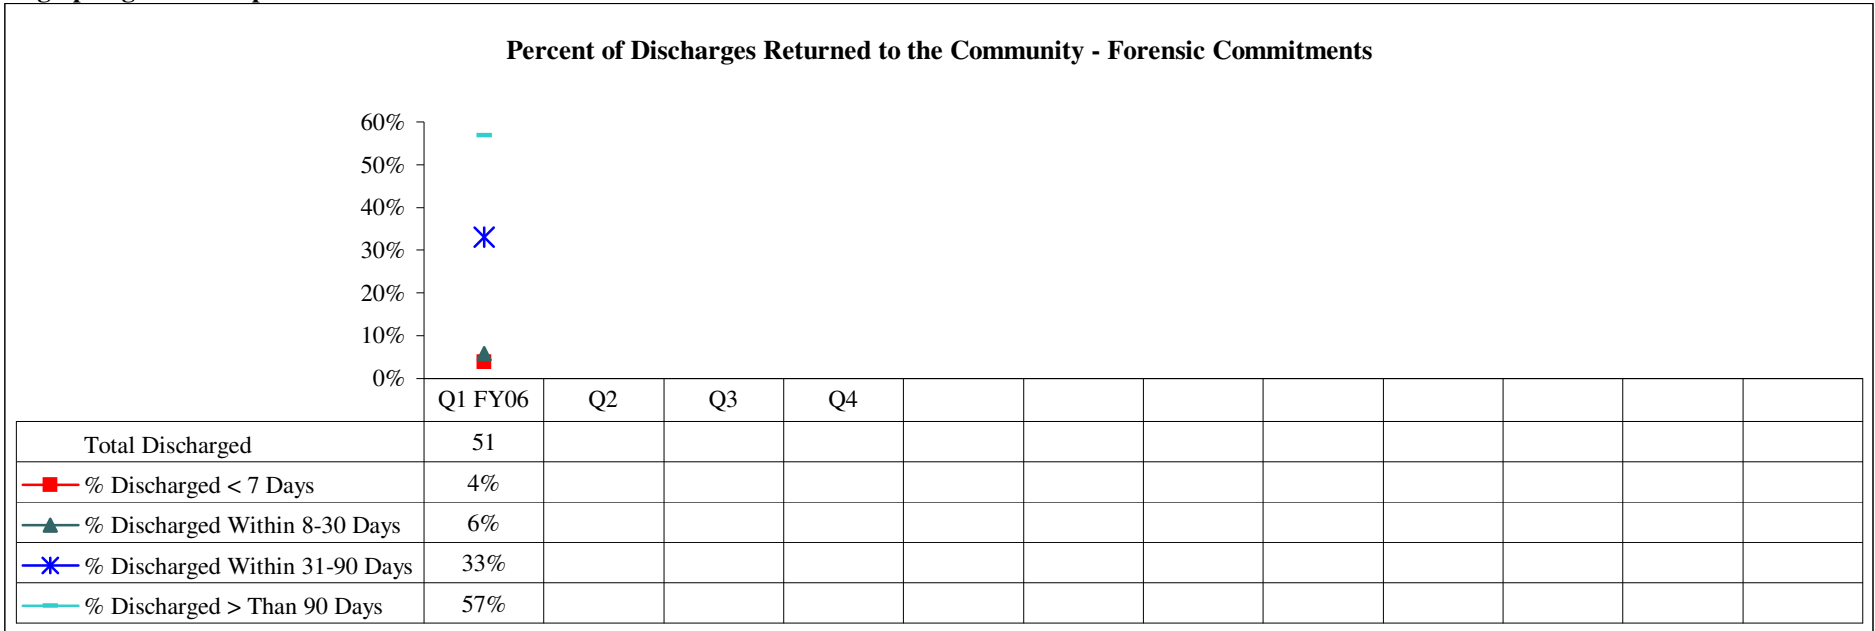 Percent of Discharges Returned to the Community - Forensic Commitments
60%
50%
40%
30%
20%
10%
0%
Q1 FY06 Q2 Q3 Q4
Total Discharged 51
% Discharged < 7 Days 4%
% Discharged Within 8-30 Days 6%
% Discharged Within 31-90 Days 33%
% Discharged > Than 90 Days 57%